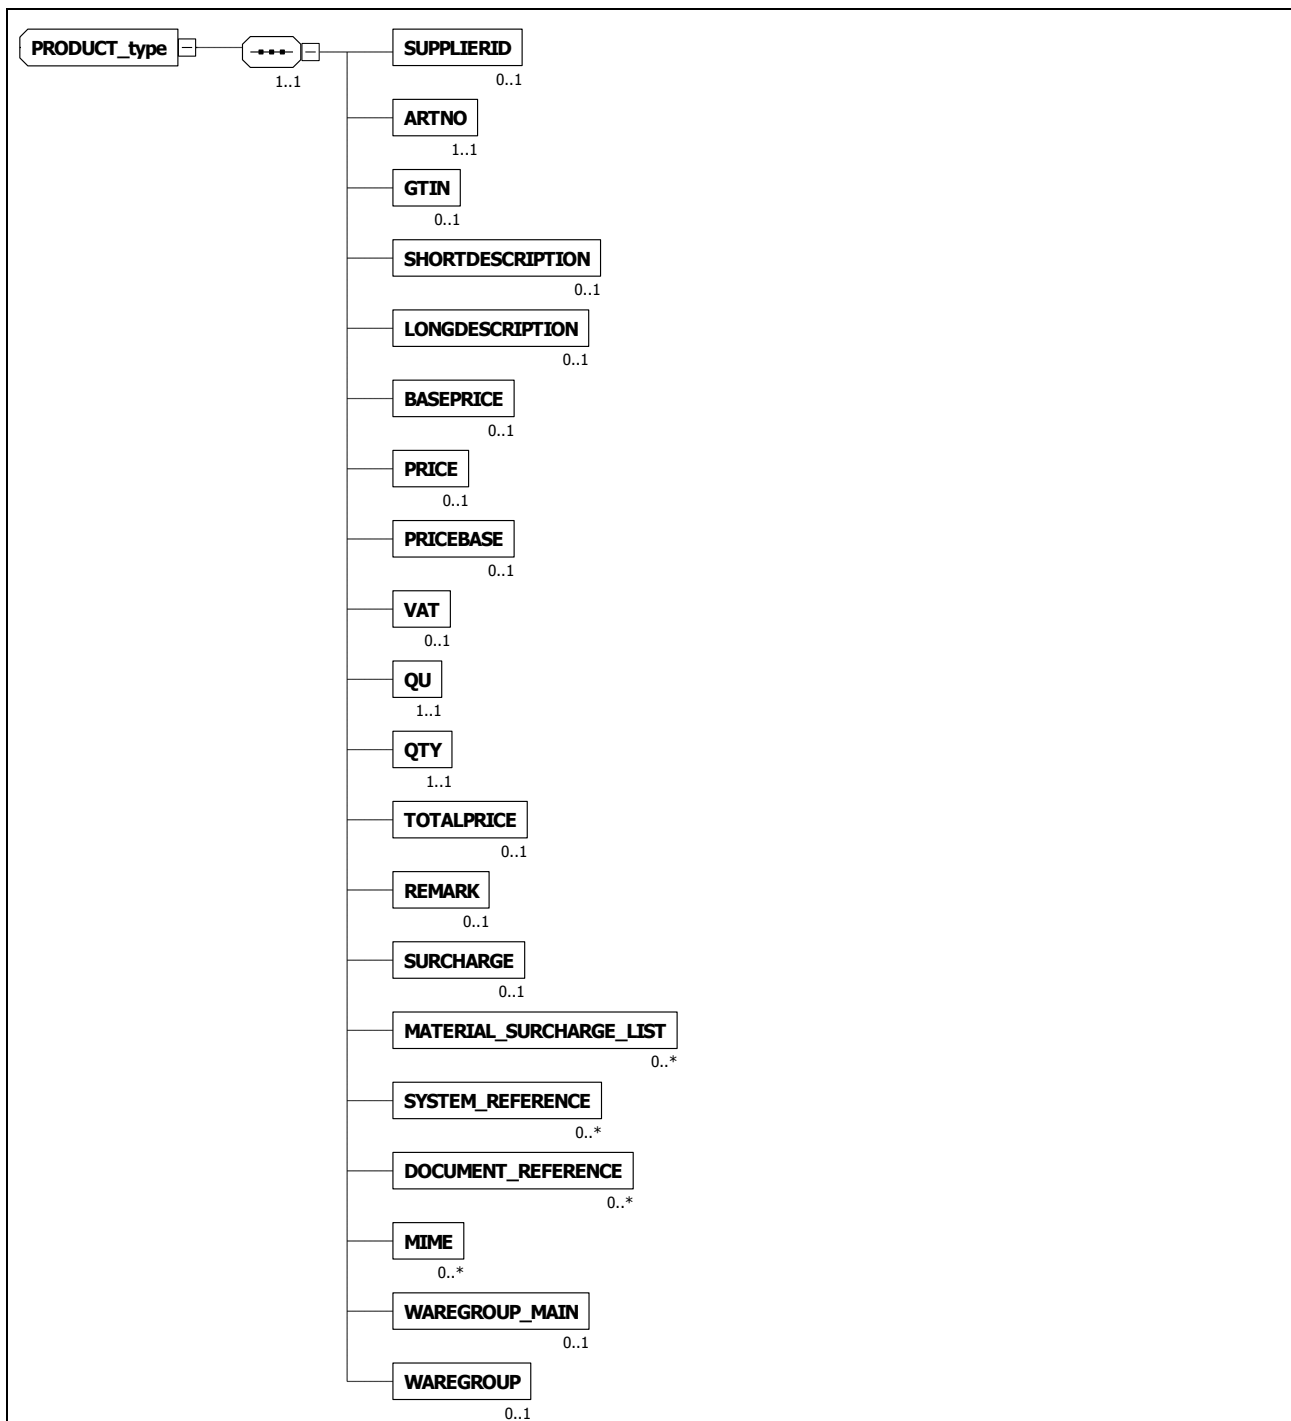 PRODUCT_type
1..1
SUPPLIERID
0..1
ARTNO
1..1
GTIN
0..1
SHORTDESCRIPTION
0..1
LONGDESCRIPTION
0..1
BASEPRICE
0..1
PRICE
0..1
PRICEBASE
0..1
VAT
0..1
QU
1..1
QTY
1..1
TOTALPRICE
0..1
REMARK
0..1
SURCHARGE
0..1
MATERIAL_SURCHARGE_LIST
0..*
SYSTEM_REFERENCE
0..*
DOCUMENT_REFERENCE
0..*
MIME
0..*
WAREGROUP_MAIN
0..1
WAREGROUP
0..1